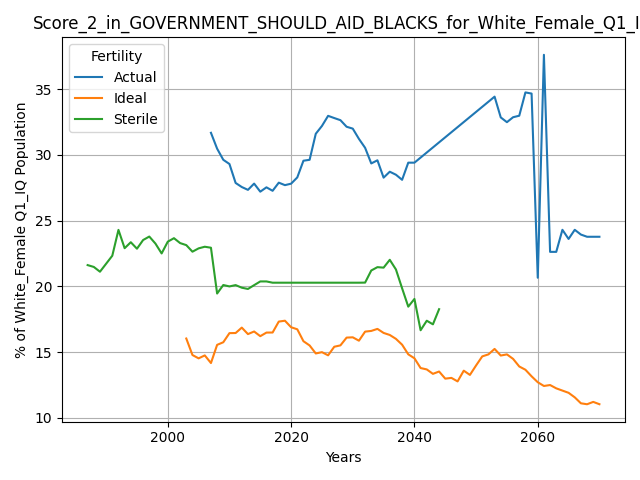 Score_2_in_GOVERNMENT_SHOULD_AID_BLACKS_for_White_Female_Q1_I
Fertility
Actual
Ideal
Sterile
% of White_Female Q1_IQ Population
35
30
25
20
15
10
2000
2020
2040
2060
Years